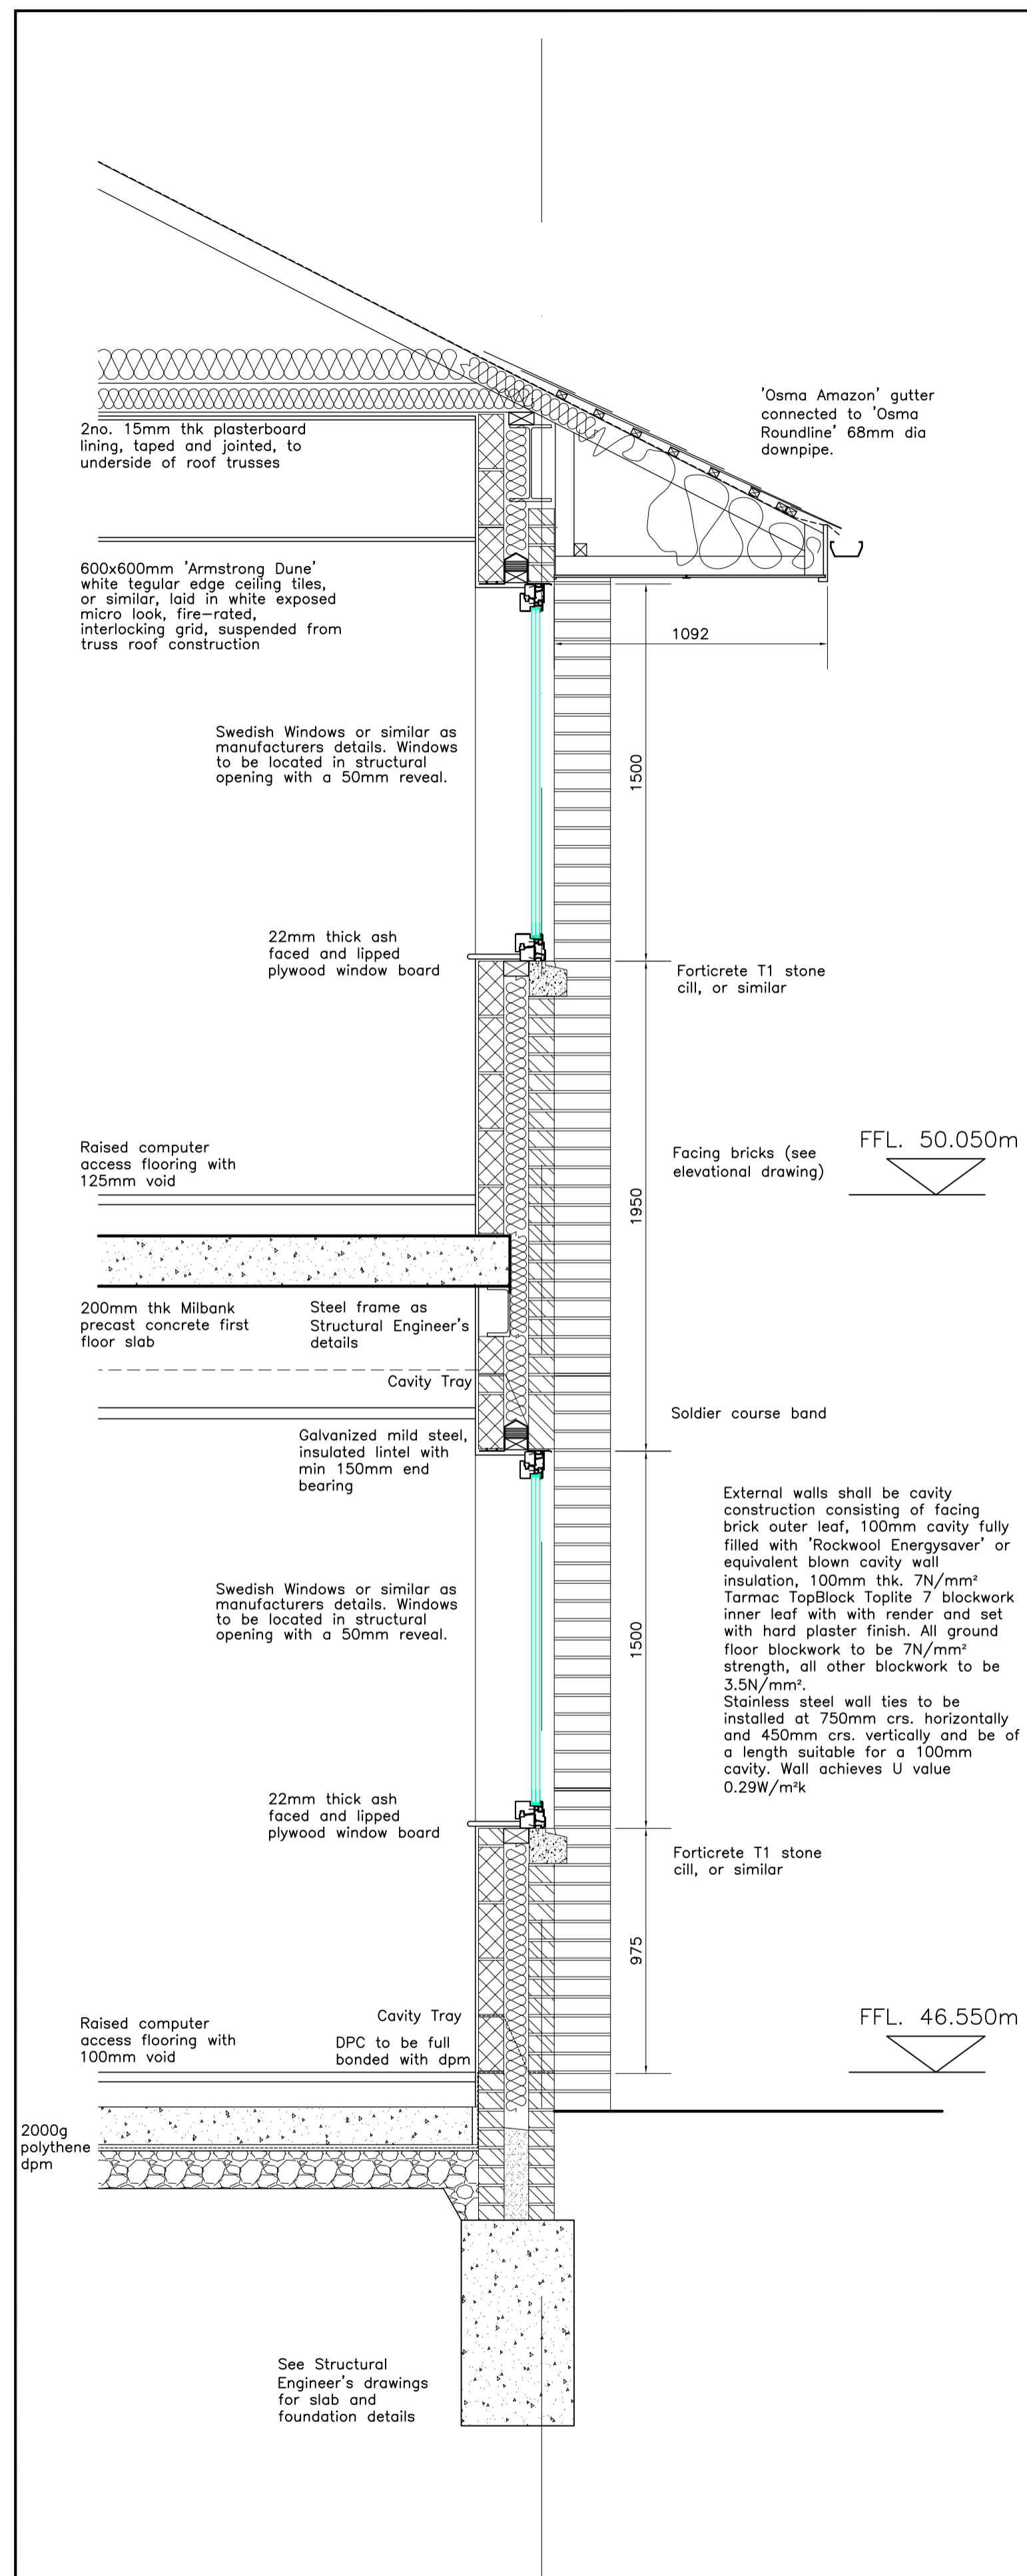 'Osma Amazon' gutter
connected to 'Osma
Roundline' 68mm dia
downpipe.
2no. 15mm thk plasterboard
lining, taped and jointed, to
underside of roof trusses
600x600mm 'Armstrong Dune'
white tegular edge ceiling tiles,
or similar, laid in white exposed
micro look, fire-rated,
interlocking grid, suspended from
truss roof construction
1092
Swedish Windows or similar as
manufacturers details. Windows
to be located in structural
opening with a 50mm reveal.
1500
22mm thick ash
faced and lipped
plywood window board
Forticrete T1 stone
cill, or similar
Raised computer
access flooring with
125mm void
Facing bricks (see
elevational drawing)
FFL. 50.050m
1950
200mm thk Milbank
precast concrete first
floor slab
Steel frame as
Structural Engineer's
details
Cavity Tray
Soldier course band
Galvanized mild steel,
insulated lintel with
min 150mm end
bearing
External walls shall be cavity
construction consisting of facing
brick outer leaf, 100mm cavity fully
filled with 'Rockwool Energysaver' or
equivalent blown cavity wall
insulation, 100mm thk. 7N/mm²
Tarmac TopBlock Toplite 7 blockwork
inner leaf with with render and set
with hard plaster finish. All ground
floor blockwork to be 7N/mm²
strength, all other blockwork to be
3.5N/mm².
Stainless steel wall ties to be
installed at 750mm crs. horizontally
and 450mm crs. vertically and be of
a length suitable for a 100mm
cavity. Wall achieves U value
0.29W/m²k
Swedish Windows or similar as
manufacturers details. Windows
to be located in structural
opening with a 50mm reveal.
1500
22mm thick ash
faced and lipped
plywood window board
Forticrete T1 stone
cill, or similar
975
Cavity Tray
DPC to be full
bonded with dpm
Raised computer
access flooring with
100mm void
FFL. 46.550m
2000g
polythene
dpm
See Structural
Engineer's drawings
for slab and
foundation details